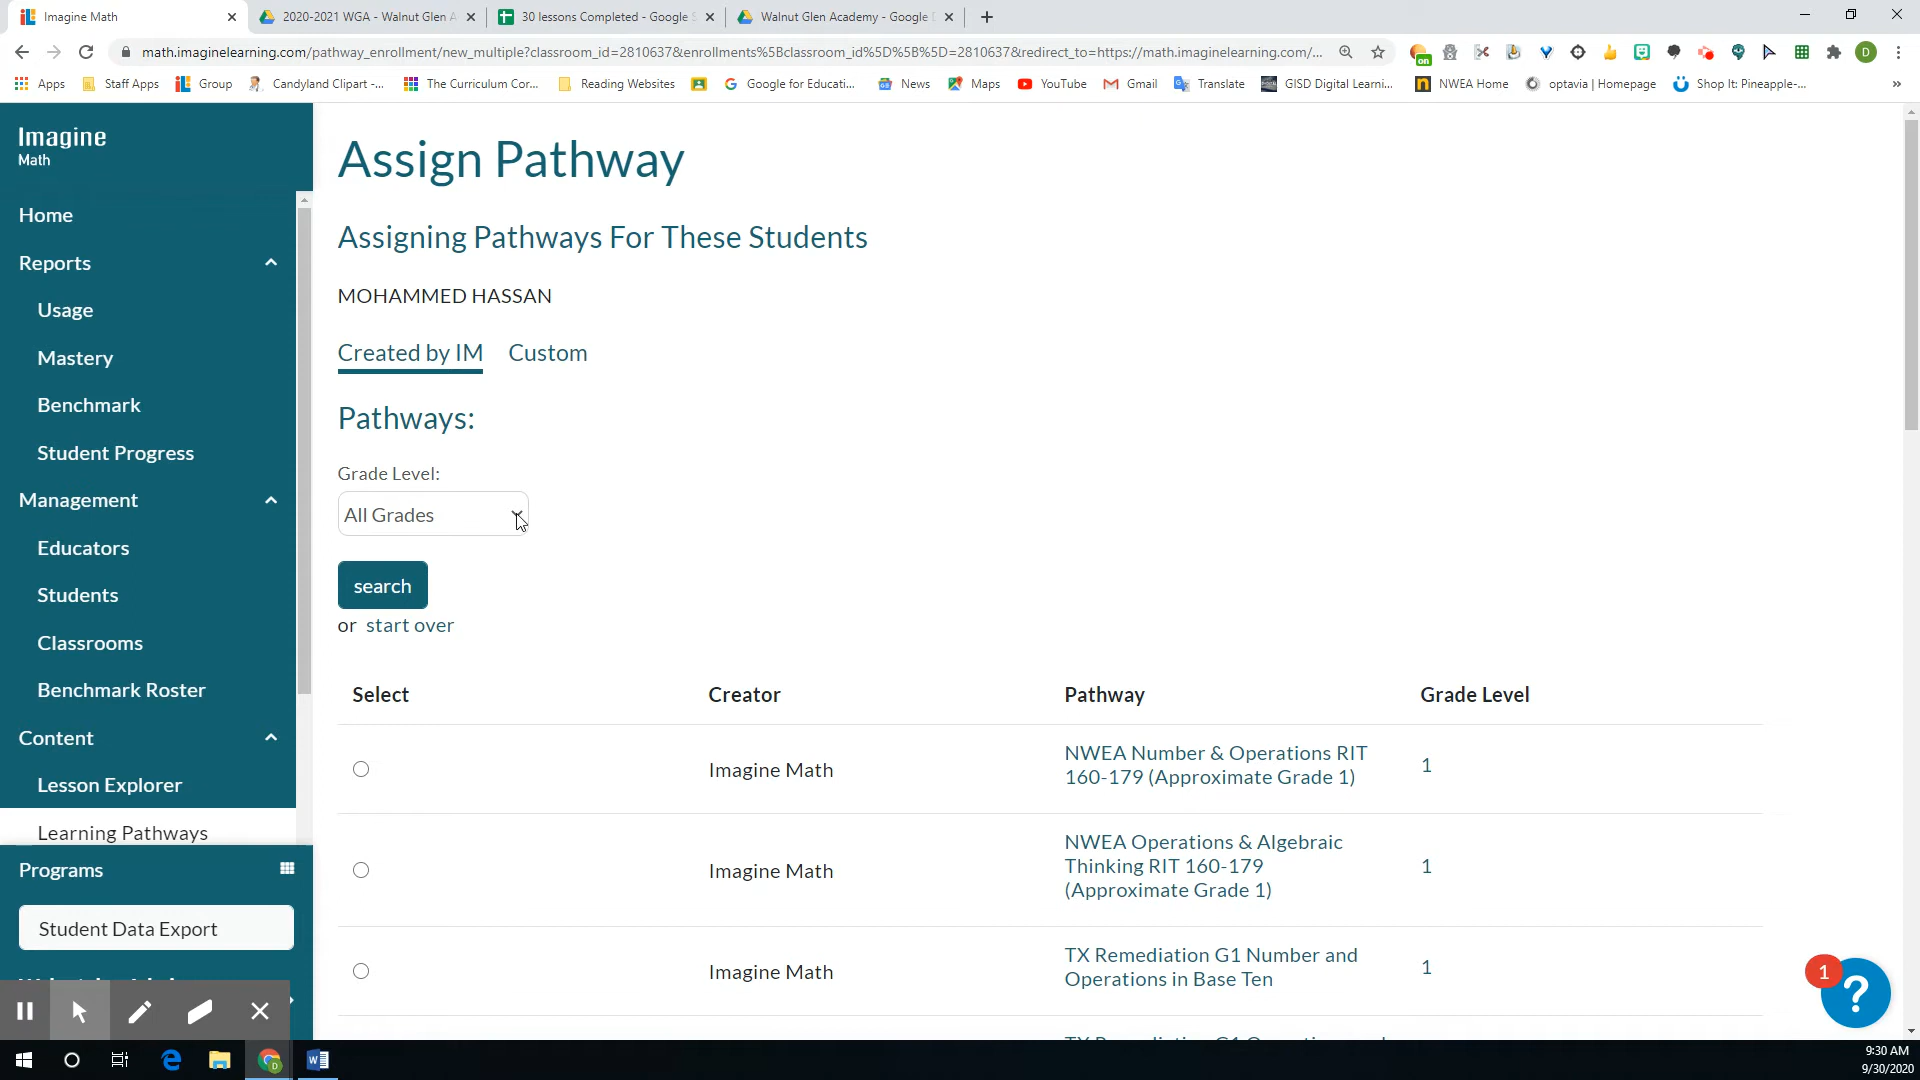 Imagine Math
2020-2021 WGA - Walnut Glen A
30 lessons Completed - Google S
Walnut Glen Academy - Google D
math.imaginelearning.com/pathway_enrollment/new_multiple?classroom_id=2810637&enrollments%5Bclassroom_id%5D%5B%5D=2810637&redirect_to=https://math.imaginelearning.com/...
on
D
Apps
Staff Apps
Group
Candyland Clipart -...
The Curriculum Cor...
Reading Websites
Google for Educati...
News
Maps
YouTube
Gmail
Translate
GISD Digital Learni...
NWEA Home
optavia | Homepage
Shop It: Pineapple-...
»
Imagine
Math
Home
Reports
Usage
Mastery
Benchmark
Student Progress
Management
Educators
Students
Classrooms
Benchmark Roster
Content
Lesson Explorer
Learning Pathways
Programs
Student Data Export
Assign Pathway
Assigning Pathways For These Students
MOHAMMED HASSAN
Created by IM Custom
Pathways:
Grade Level:
All Grades
search
or start over
Select Creator Pathway Grade Level
Imagine Math NWEA Number & Operations RIT 1
160-179 (Approximate Grade 1)
Imagine Math NWEA Operations & Algebraic 1
Thinking RIT 160-179
(Approximate Grade 1)
Imagine Math TX Remediation G1 Number and 1
Operations in Base Ten
1
?
9:30 AM
9/30/2020